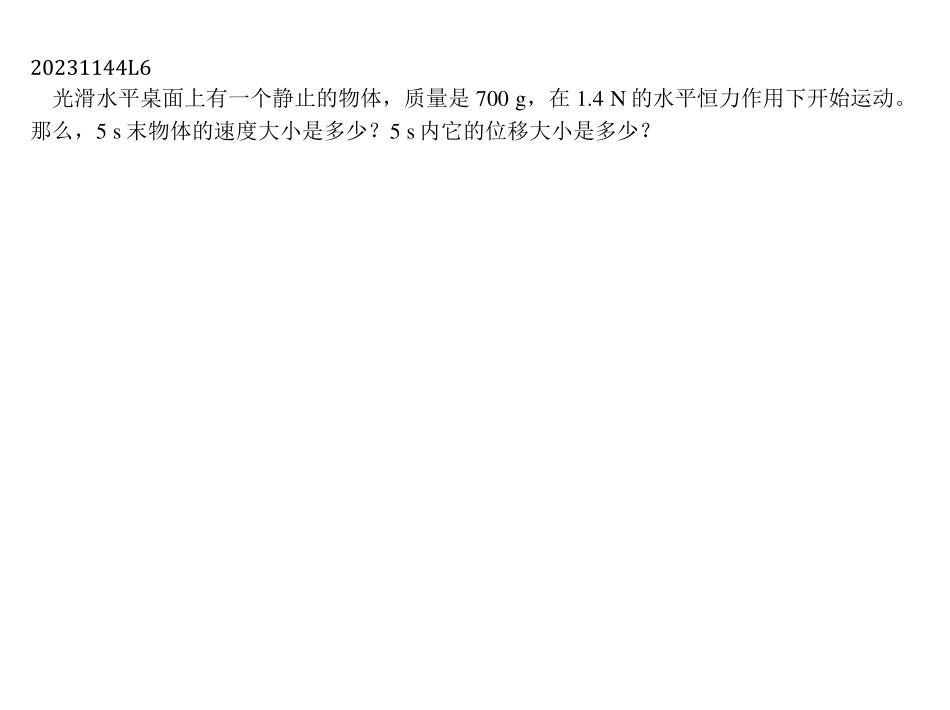 20231144L6
光滑水平桌面上有一个静止的物体，质量是 700 g，在 1.4 N 的水平恒力作用下开始运动。
那么，5 s 末物体的速度大小是多少？5 s 内它的位移大小是多少？